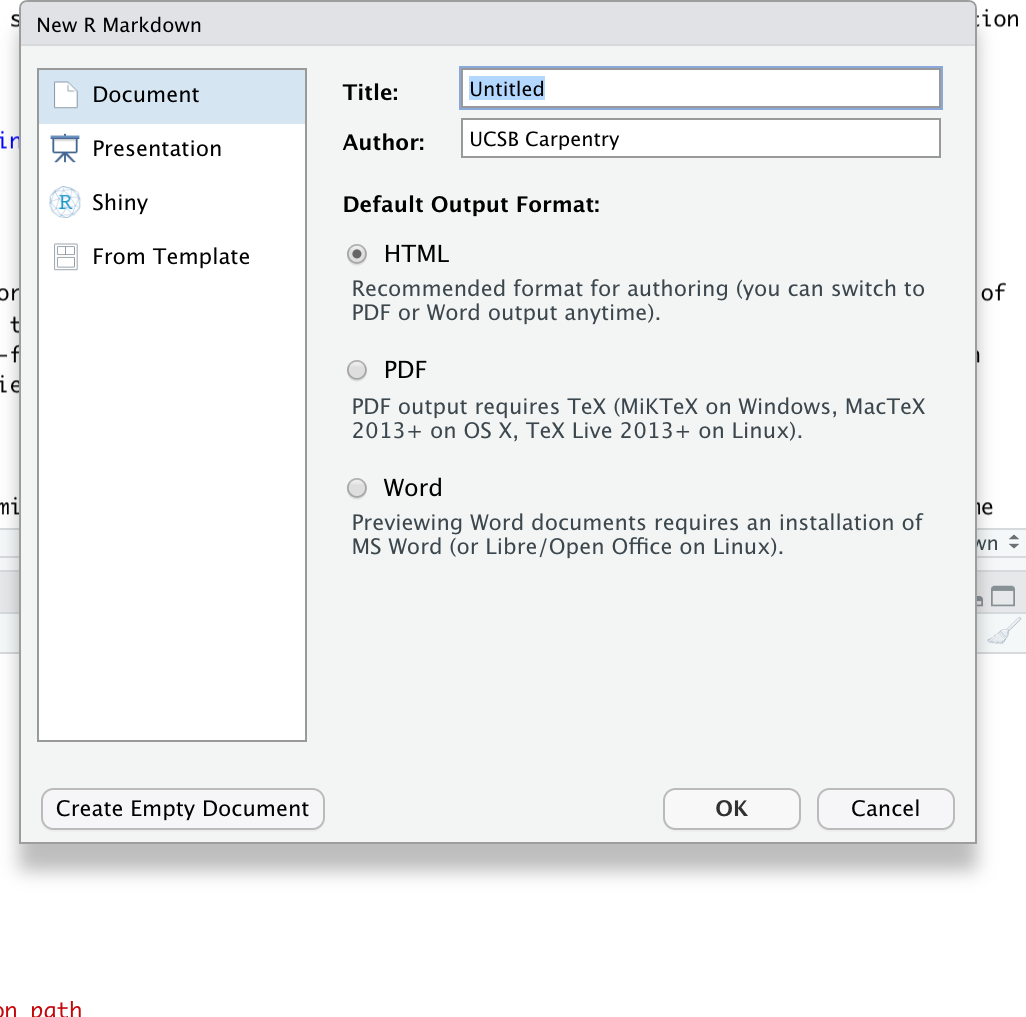 New R Markdown
Document
Presentation
Shiny
From Template
Title:
Untitled
Author:
UCSB Carpentry
Default Output Format:
HTML
Recommended format for authoring (you can switch to
PDF or Word output anytime).
PDF
PDF output requires TeX (MiKTeX on Windows, MacTeX
2013+ on OS X, TeX Live 2013+ on Linux).
Word
Previewing Word documents requires an installation of
MS Word (or Libre/Open Office on Linux).
Create Empty Document
OK
Cancel
of
path